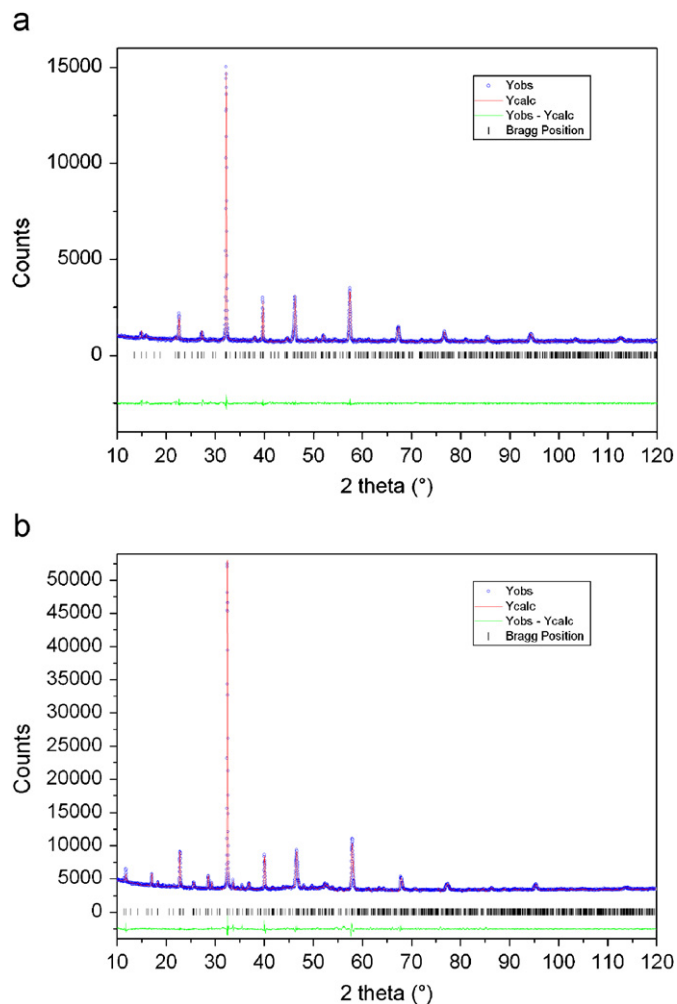 a
15000
10000
5000
0
Counts
Yobs
Ycalc
Yobs - Ycalc
Bragg Position
10 20 30 40 50 60 70 80 90 100 110 120
2 theta (°)
b
50000
45000
40000
35000
30000
25000
20000
15000
10000
5000
0
Counts
Yobs
Ycalc
Yobs - Ycalc
Bragg Position
10 20 30 40 50 60 70 80 90 100 110 120
2 theta (°)